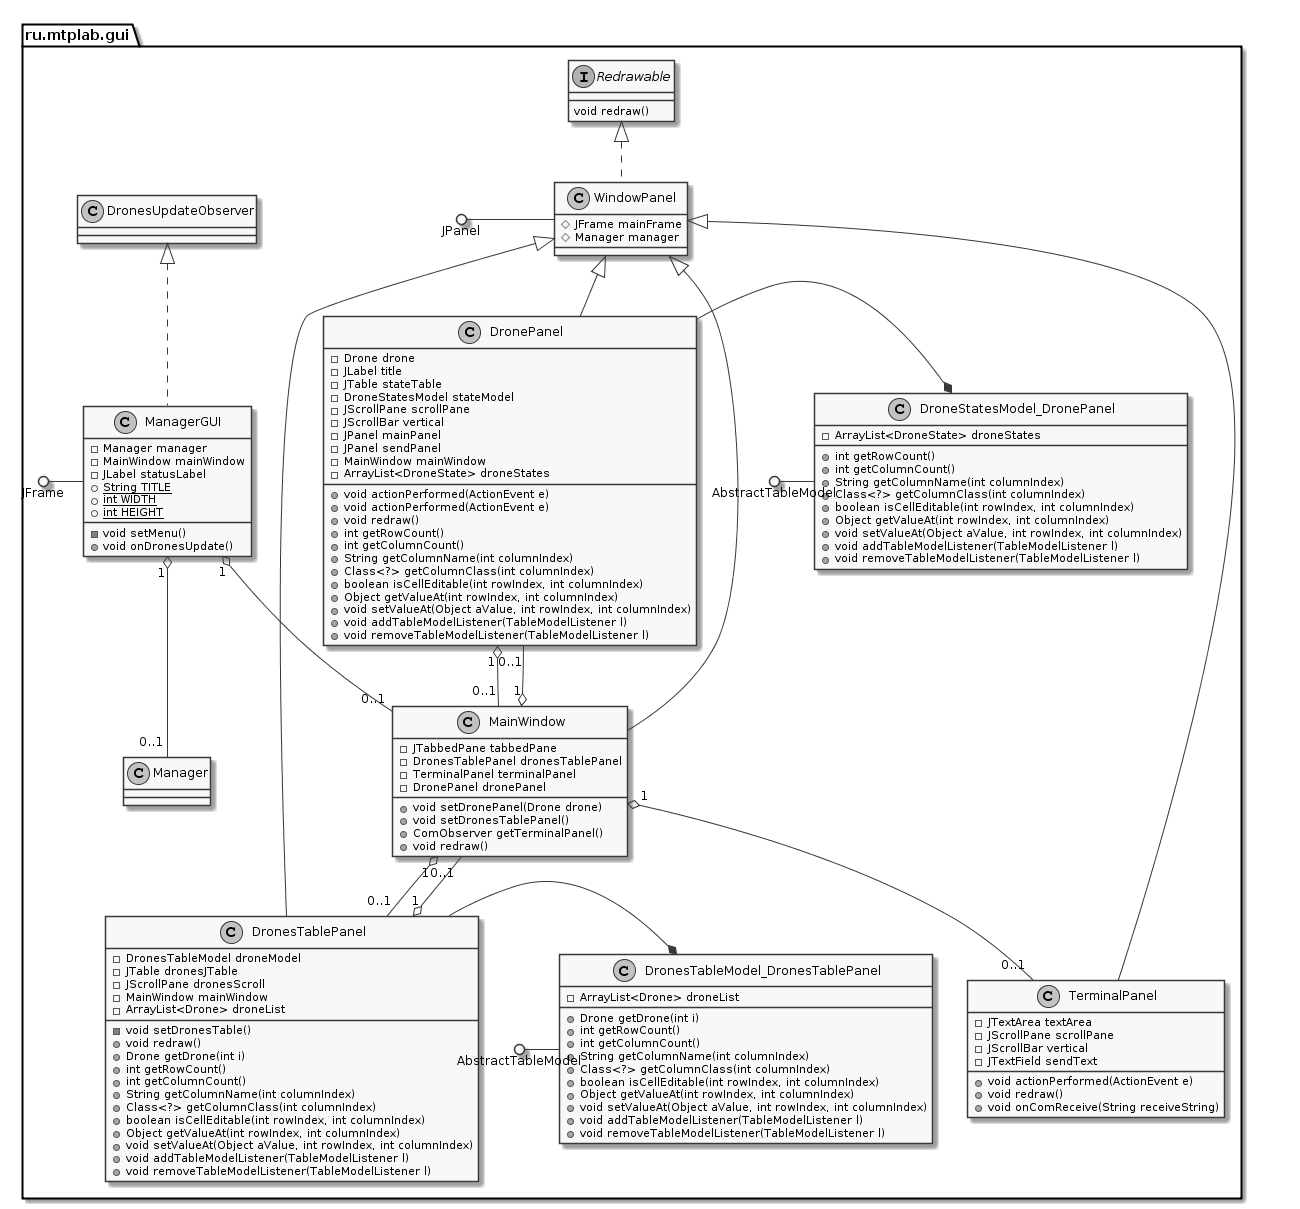 ru.mtplab.gui
I Redrawable
void redraw()
C DronesUpdateObserver
C WindowPanel
JFrame mainFrame
Manager manager
JPanel
C DronePanel
Drone drone
JLabel title
JTable stateTable
DroneStatesModel stateModel
JScrollPane scrollPane
JScrollBar vertical
JPanel mainPanel
JPanel sendPanel
MainWindow mainWindow
ArrayList<DroneState> droneStates
void actionPerformed(ActionEvent e)
void actionPerformed(ActionEvent e)
void redraw()
int getRowCount()
int getColumnCount()
String getColumnName(int columnIndex)
Class<?> getColumnClass(int columnIndex)
boolean isCellEditable(int rowIndex, int columnIndex)
Object getValueAt(int rowIndex, int columnIndex)
void setValueAt(Object aValue, int rowIndex, int columnIndex)
void addTableModelListener(TableModelListener l)
void removeTableModelListener(TableModelListener l)
C DroneStatesModel_DronePanel
ArrayList<DroneState> droneStates
int getRowCount()
int getColumnCount()
String getColumnName(int columnIndex)
Class<?> getColumnClass(int columnIndex)
boolean isCellEditable(int rowIndex, int columnIndex)
Object getValueAt(int rowIndex, int columnIndex)
void setValueAt(Object aValue, int rowIndex, int columnIndex)
void addTableModelListener(TableModelListener l)
void removeTableModelListener(TableModelListener l)
AbstractTableModel
C ManagerGUI
Manager manager
MainWindow mainWindow
JLabel statusLabel
String TITLE
int WIDTH
int HEIGHT
void setMenu()
void onDronesUpdate()
JFrame
1
1
1
0..1
0..1
1
0..1
0..1
C Manager
C MainWindow
JTabbedPane tabbedPane
DronesTablePanel dronesTablePanel
TerminalPanel terminalPanel
DronePanel dronePanel
void setDronePanel(Drone drone)
void setDronesTablePanel()
ComObserver getTerminalPanel()
void redraw()
1
1
0..1
0..1
1
0..1
C DronesTablePanel
DronesTableModel droneModel
JTable dronesJTable
JScrollPane dronesScroll
MainWindow mainWindow
ArrayList<Drone> droneList
void setDronesTable()
void redraw()
Drone getDrone(int i)
int getRowCount()
int getColumnCount()
String getColumnName(int columnIndex)
Class<?> getColumnClass(int columnIndex)
boolean isCellEditable(int rowIndex, int columnIndex)
Object getValueAt(int rowIndex, int columnIndex)
void setValueAt(Object aValue, int rowIndex, int columnIndex)
void addTableModelListener(TableModelListener l)
void removeTableModelListener(TableModelListener l)
C DronesTableModel_DronesTablePanel
ArrayList<Drone> droneList
Drone getDrone(int i)
int getRowCount()
int getColumnCount()
String getColumnName(int columnIndex)
Class<?> getColumnClass(int columnIndex)
boolean isCellEditable(int rowIndex, int columnIndex)
Object getValueAt(int rowIndex, int columnIndex)
void setValueAt(Object aValue, int rowIndex, int columnIndex)
void addTableModelListener(TableModelListener l)
void removeTableModelListener(TableModelListener l)
AbstractTableModel
C TerminalPanel
JTextArea textArea
JScrollPane scrollPane
JScrollBar vertical
JTextField sendText
void actionPerformed(ActionEvent e)
void redraw()
void onComReceive(String receiveString)